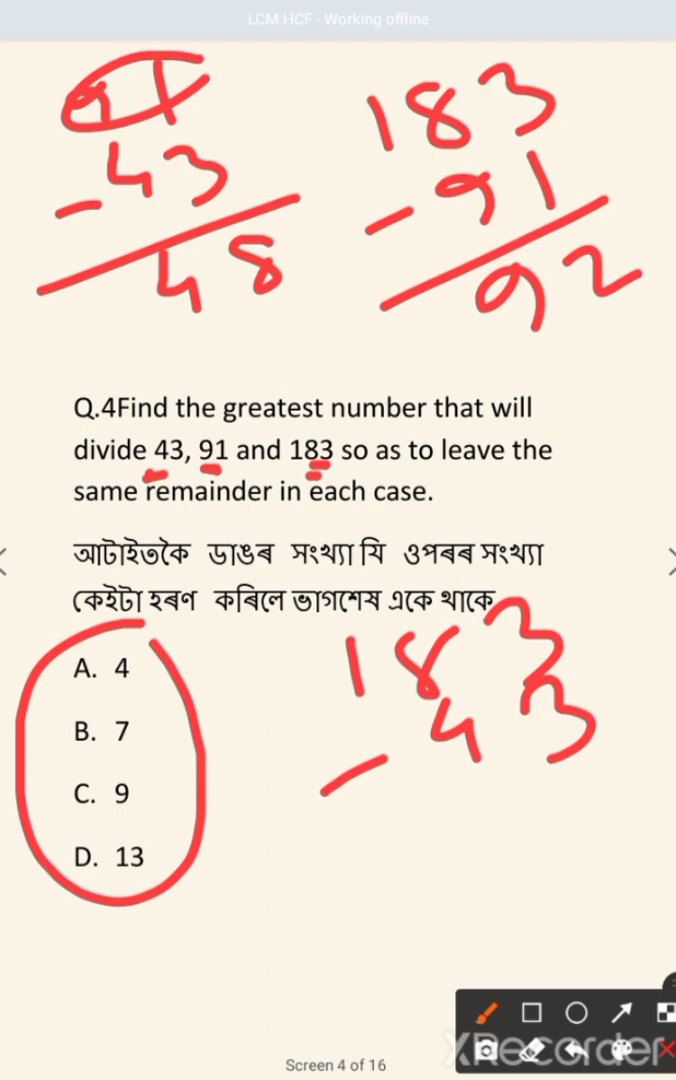 LCM HCF - Working offline
91
183
- 43
- 91
48
92
Q.4Find the greatest number that will
divide 43, 91 and 183 so as to leave the
same remainder in each case.
আটাইতকৈ ডাঙৰ সংখ্যা যি ওপৰৰ সংখ্যা
কেইটা হৰণ কৰিলে ভাগশেষ একে থাকে
183
- 43
A. 4
B. 7
C. 9
D. 13
XRecorder
Screen 4 of 16